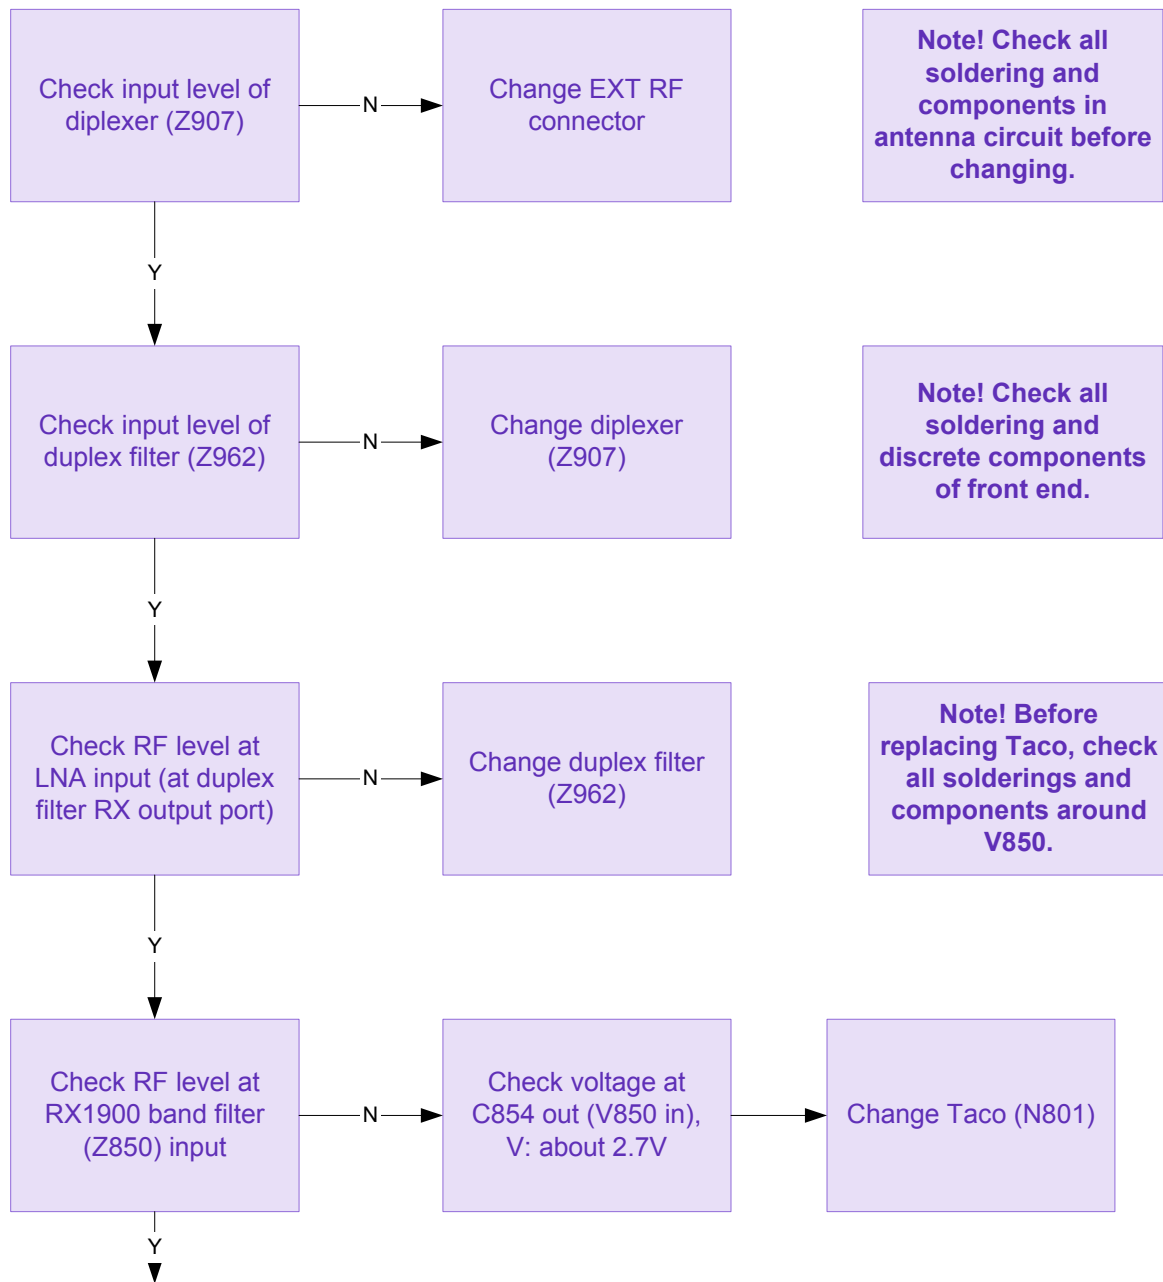 Check input level of
diplexer (Z907)
N
Change EXT RF
connector
Note! Check all
soldering and
components in
antenna circuit before
changing.
Y
Check input level of
duplex filter (Z962)
N
Change diplexer
(Z907)
Note! Check all
soldering and
discrete components
of front end.
Y
Check RF level at
LNA input (at duplex
filter RX output port)
N
Change duplex filter
(Z962)
Note! Before
replacing Taco, check
all solderings and
components around
V850.
Y
Check RF level at
RX1900 band filter
(Z850) input
N
Check voltage at
C854 out (V850 in),
V: about 2.7V
Change Taco (N801)
Y